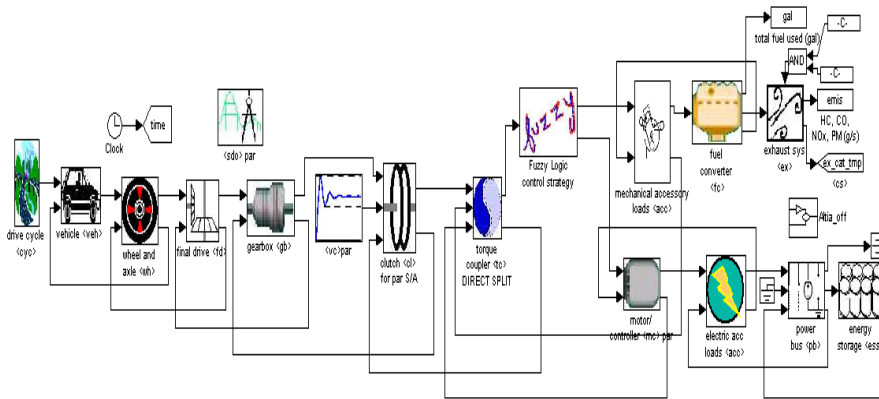 gal
total fuel used (gal)
-C-
AND
-C-
emis
HC, CO,
NOx, PM(g/s)
exhaust sys
<ex>
ex_cat_tmp
(cs)
Clock
time
<sdo> par
fuzzy
Fuzzy Logic
control strategy
mechanical accessory
loads <acc>
fuel
converter
<fc>
Altia_off
drive cycle
<cyc>
vehicle <veh>
wheel and
axle <wh>
final drive <fd>
gearbox <gb>
<vc>par
clutch <cl>
for par S/A
torque
coupler <tc>
DIRECT SPLIT
motor/
controller <mc> par
electric acc
loads <acc>
power
bus <pb>
energy
storage <ess